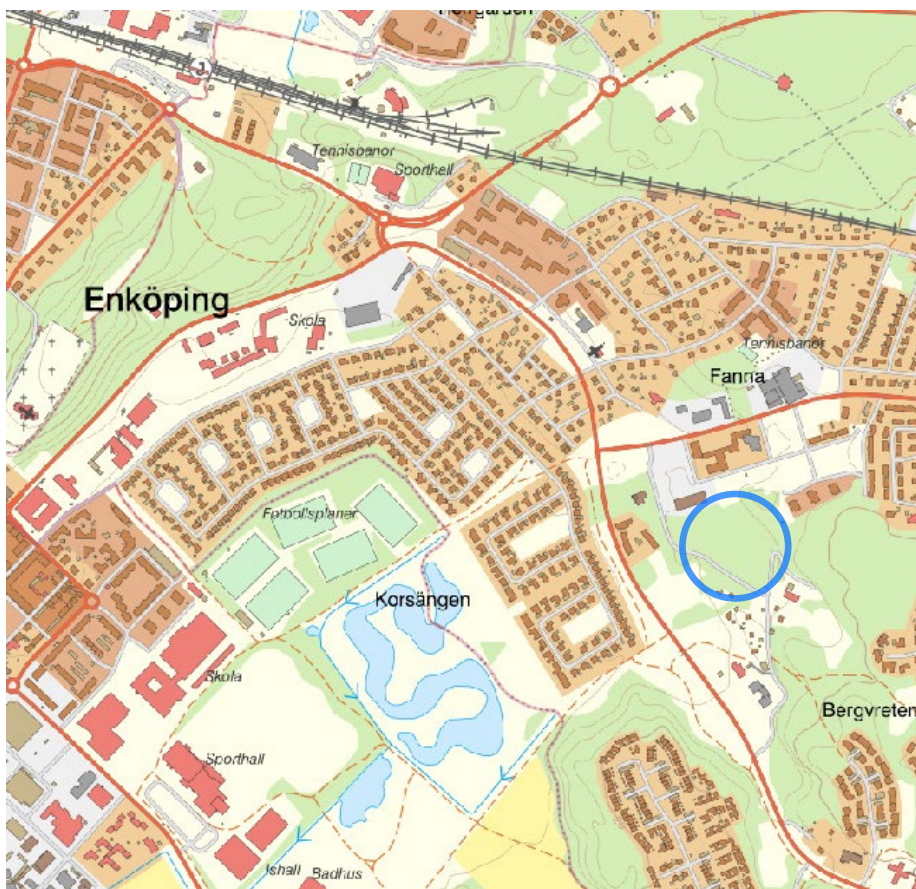 Tennisbanor
Sporthall
Enköping
Skola
Tennisbanor
Fanna
Fotbollsplaner
Korsängen
Skola
Bergvreten
Sporthall
Ishall
Badhus